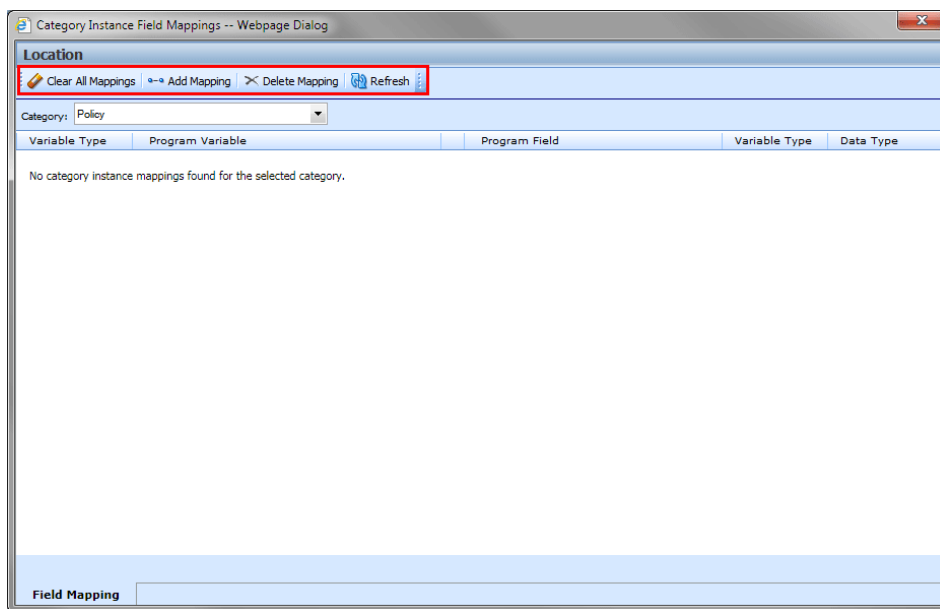 Category Instance Field Mappings -- Webpage Dialog
Location
Clear All Mappings Add Mapping Delete Mapping Refresh
Category: Policy
Variable Type Program Variable Program Field Variable Type Data Type
No category instance mappings found for the selected category.
Field Mapping